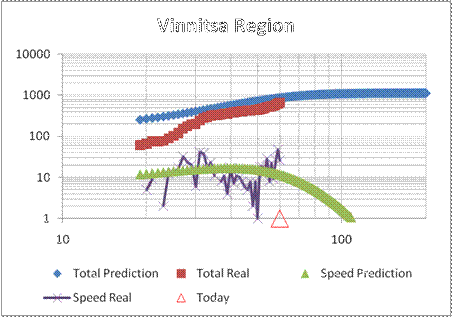 Vinnitsa Region
10000
1000
100
10
1
10
100
Total Prediction
Total Real
Speed Prediction
Speed Real
Today